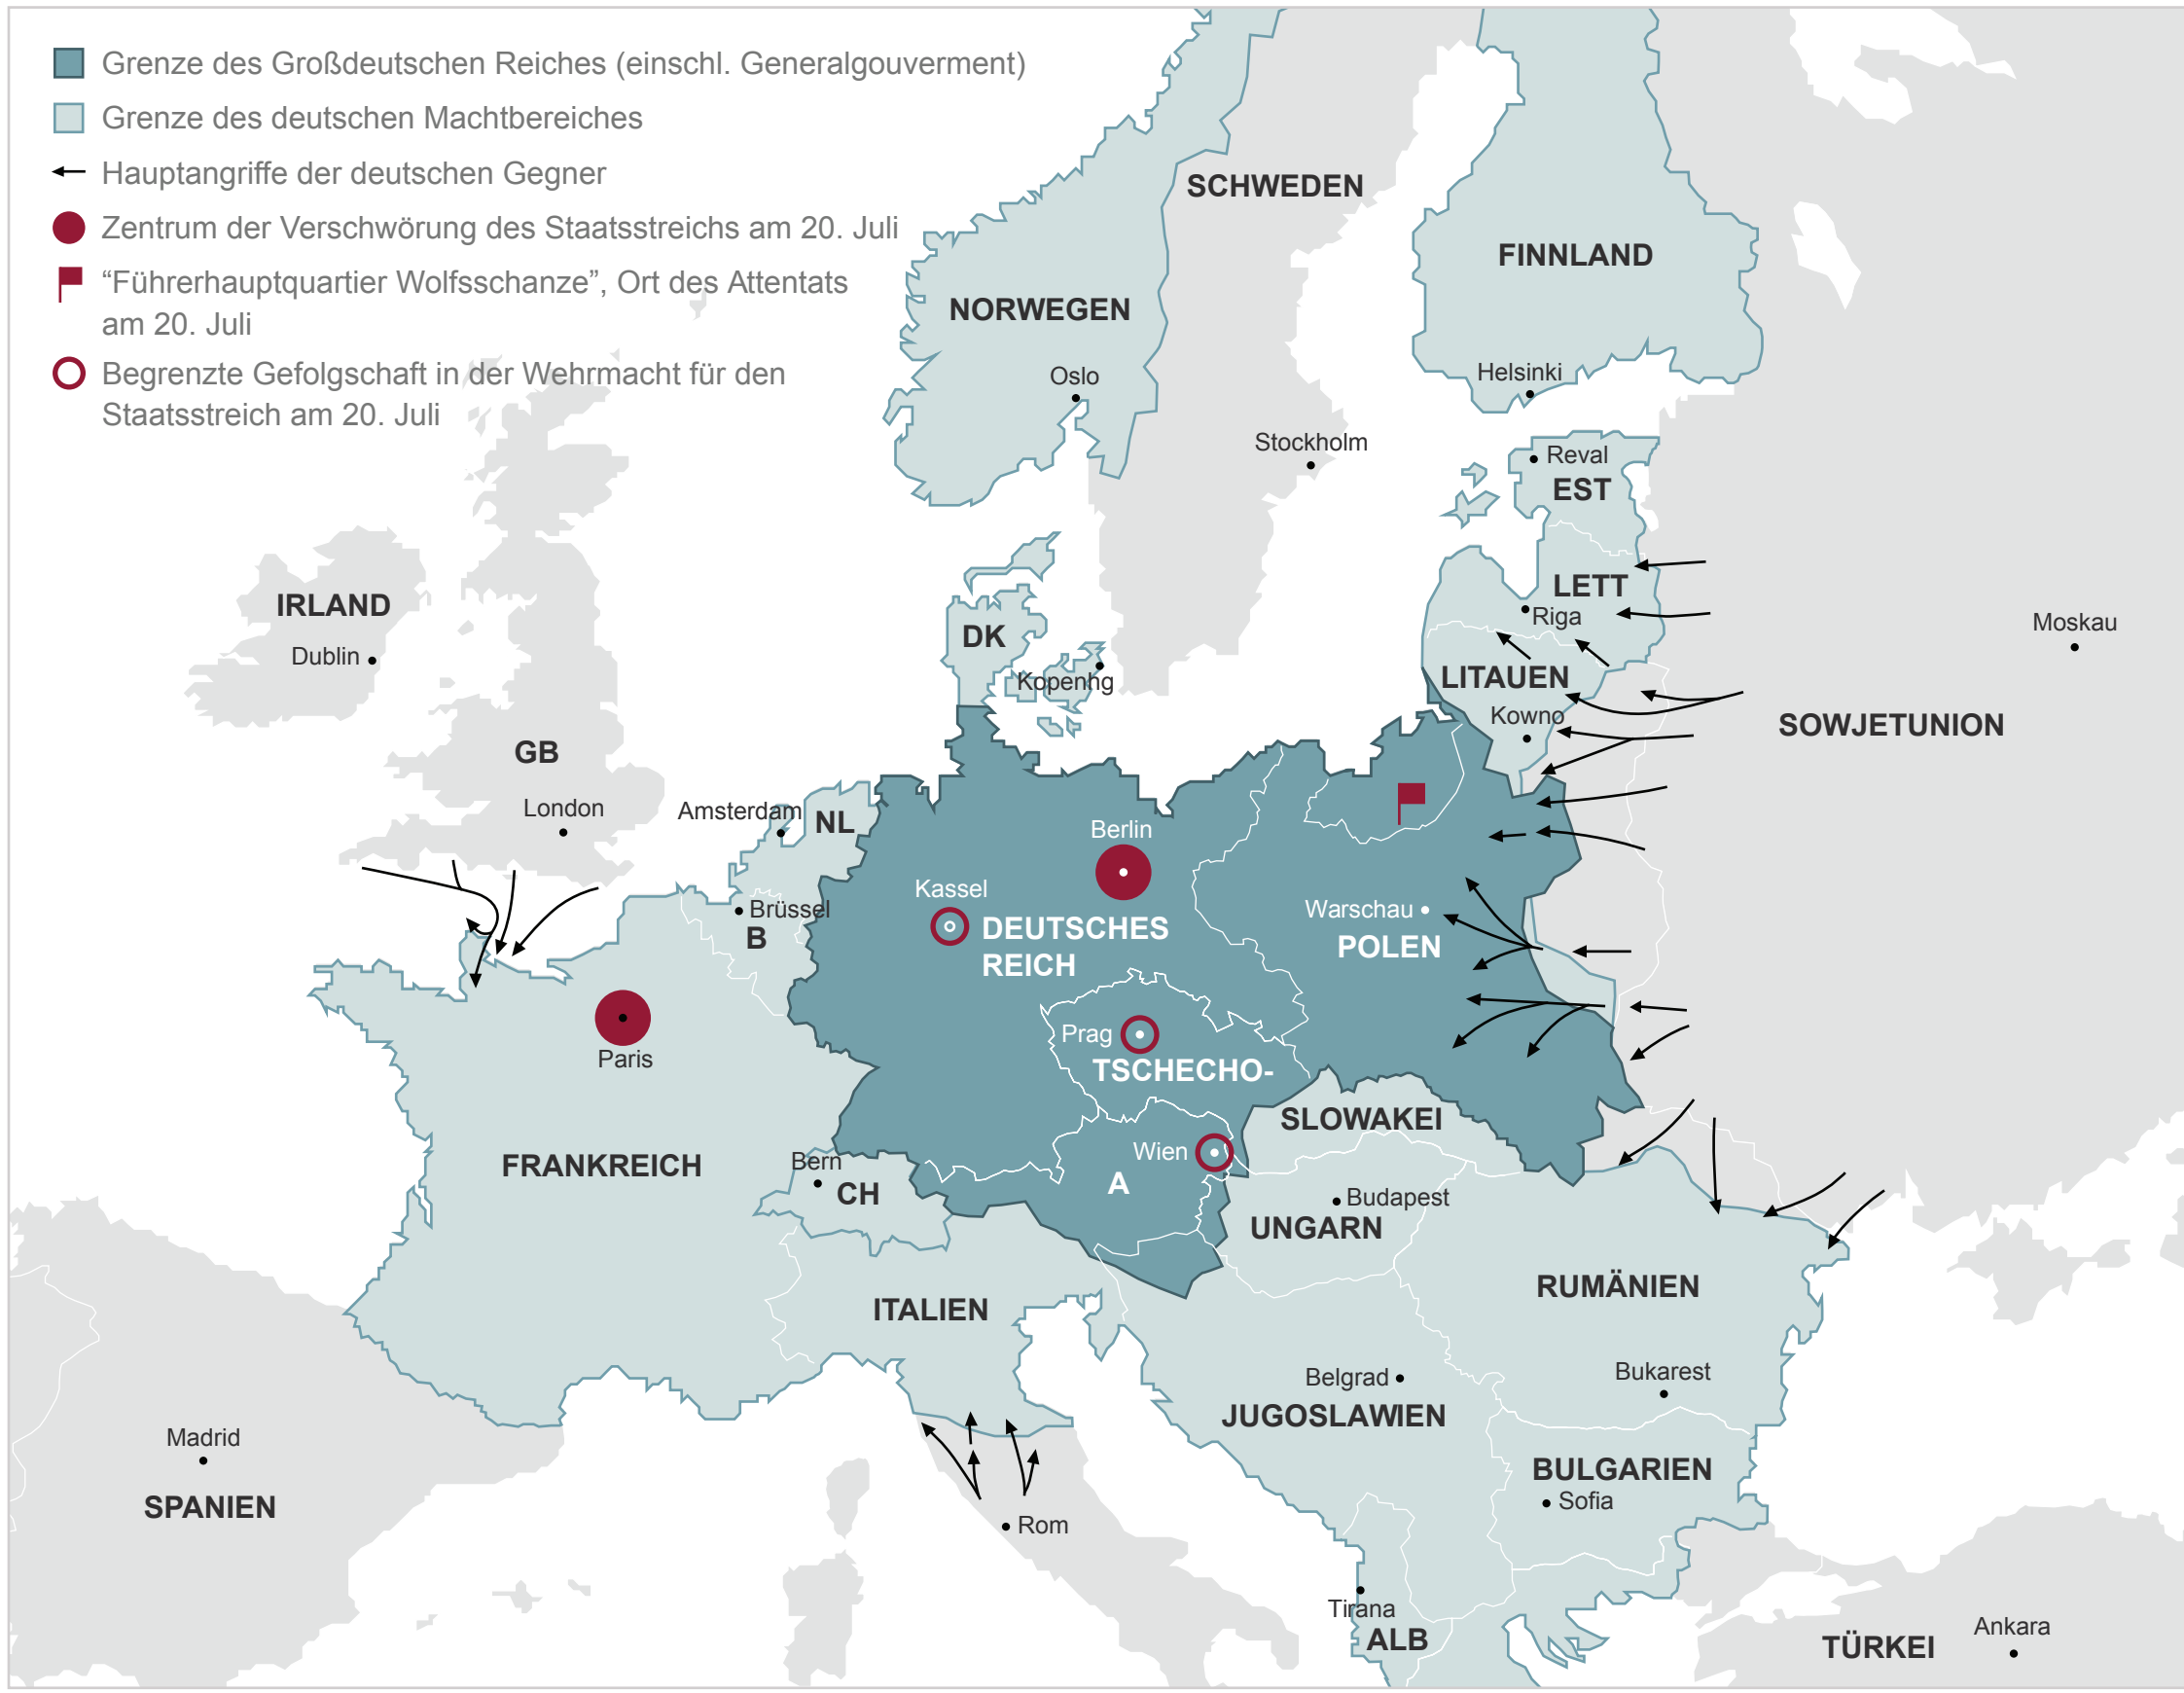 Grenze des Großdeutschen Reiches (einschl. Generalgouverment)
Grenze des deutschen Machtbereiches
Hauptangriffe der deutschen Gegner
Zentrum der Verschwörung des Staatsstreichs am 20. Juli
“Führerhauptquartier Wolfsschanze”, Ort des Attentats
am 20. Juli
Begrenzte Gefolgschaft in der Wehrmacht für den
Staatsstreich am 20. Juli
SCHWEDEN
FINNLAND
NORWEGEN
Oslo
Helsinki
Stockholm
Reval
EST
LETT
Riga
IRLAND
Dublin
DK
Kopenhg
LITAUEN
Kowno
Moskau
SOWJETUNION
GB
London
Amsterdam
NL
Berlin
Kassel
DEUTSCHES
REICH
Brüssel
B
Warschau
POLEN
Paris
Prag
TSCHECHO-
SLOWAKEI
Wien
A
FRANKREICH
Bern
CH
Budapest
UNGARN
ITALIEN
RUMÄNIEN
Belgrad
JUGOSLAWIEN
Bukarest
Madrid
SPANIEN
BULGARIEN
Sofia
Rom
Tirana
ALB
TÜRKEI
Ankara